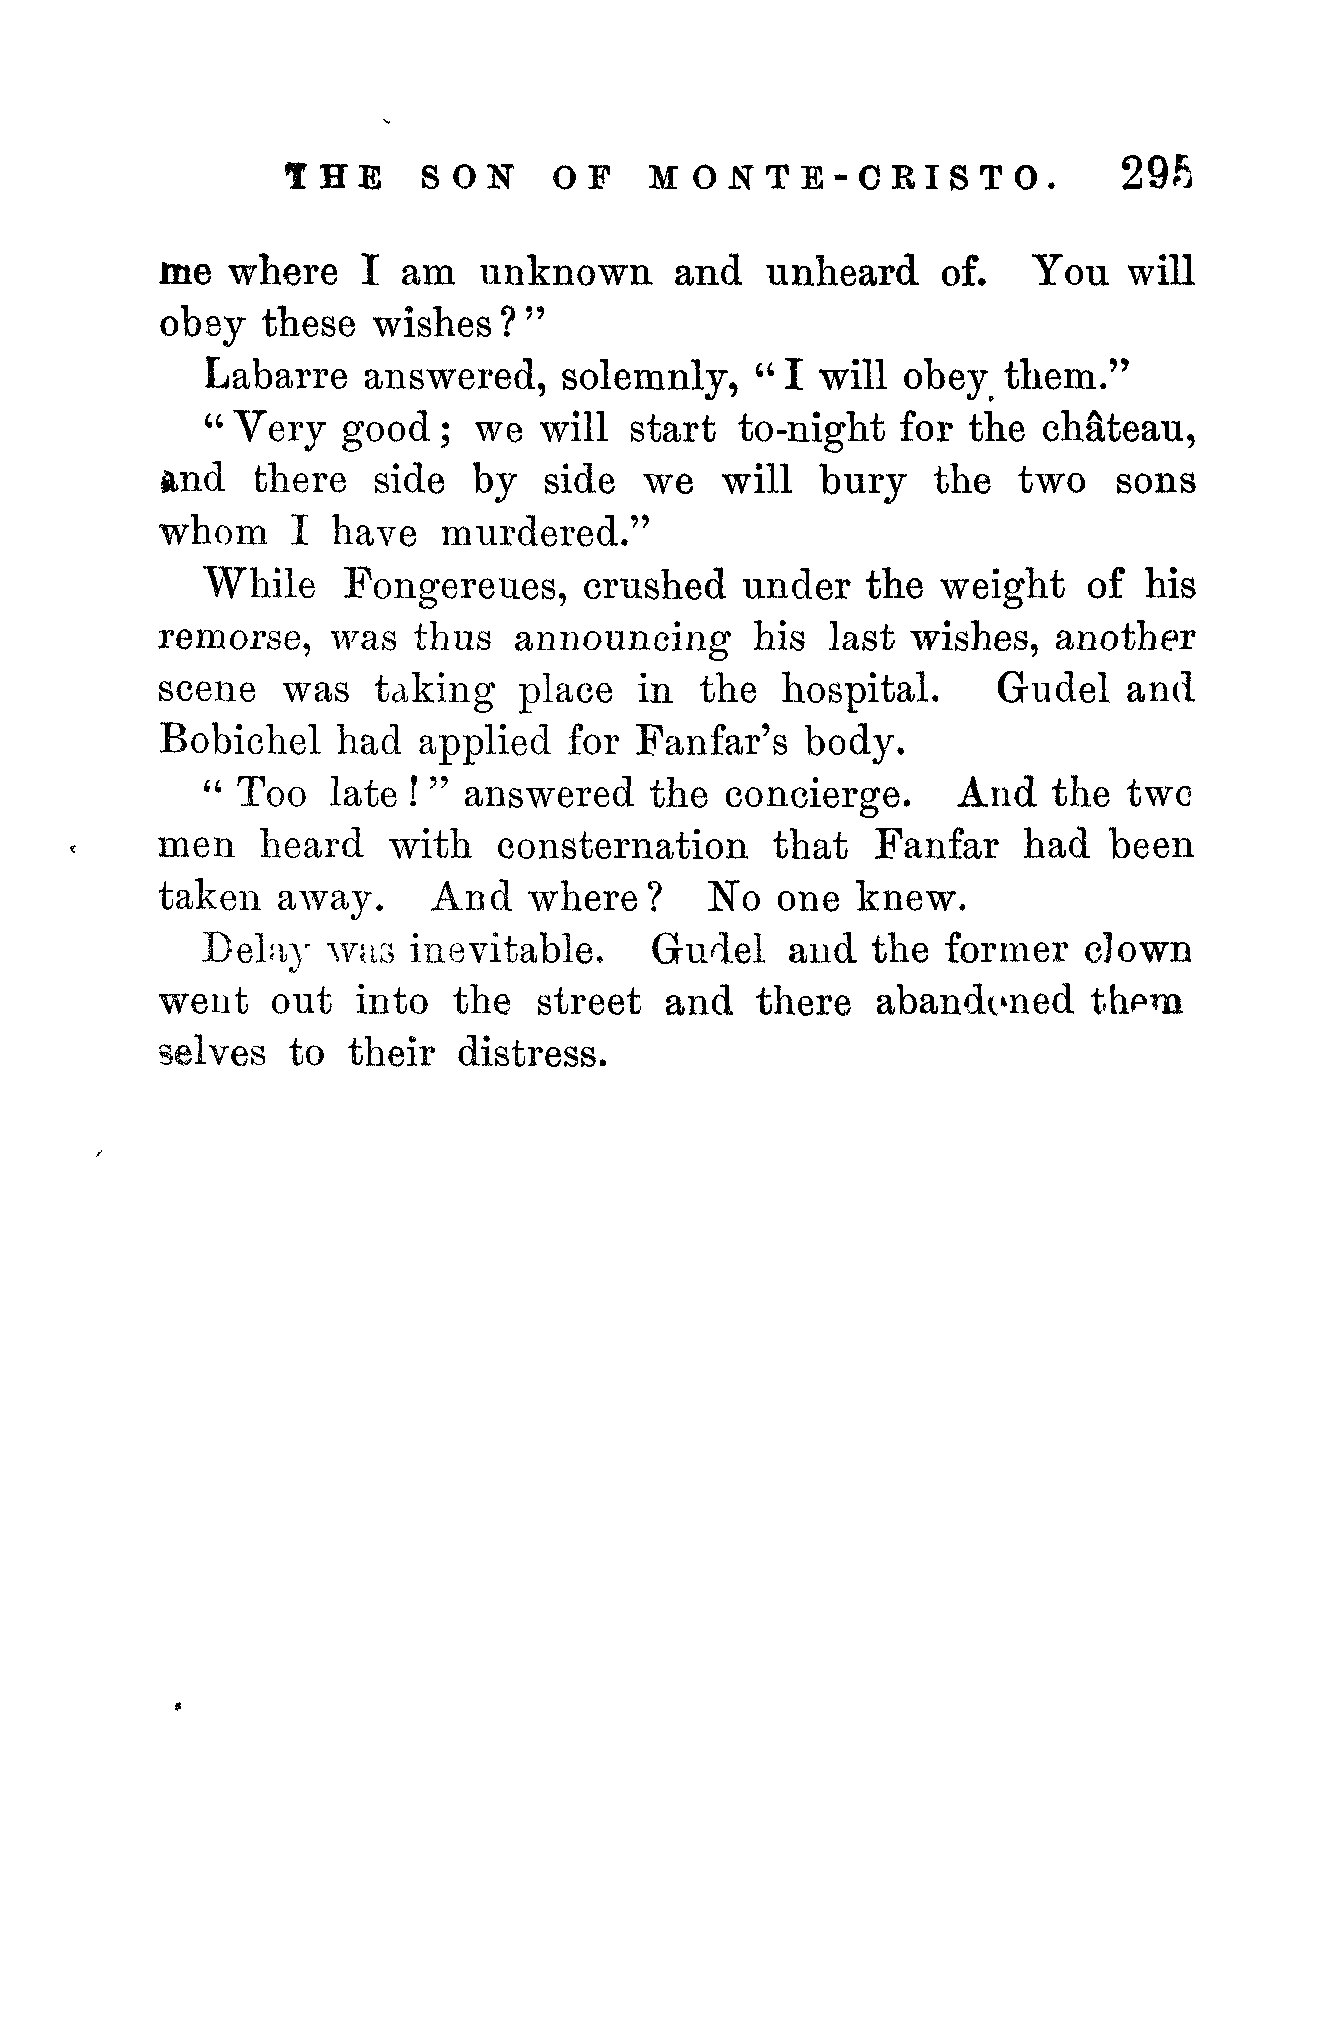 THE SON OF MONTE-CRISTO. 295
me where I am unknown and unheard of. You will
obey these wishes?"
Labarre answered, solemnly, "I will obey them."
"Very good; we will start to-night for the château,
and there side by side we will bury the two sons
whom I have murdered."
While Fongereues, crushed under the weight of his
remorse, was thus announcing his last wishes, another
scene was taking place in the hospital. Gudel and
Bobichel had applied for Fanfar's body.
"Too late!" answered the concierge. And the two
men heard with consternation that Fanfar had been
taken away. And where? No one knew.
Delay was inevitable. Gudel and the former clown
went out into the street and there abandoned them
selves to their distress.